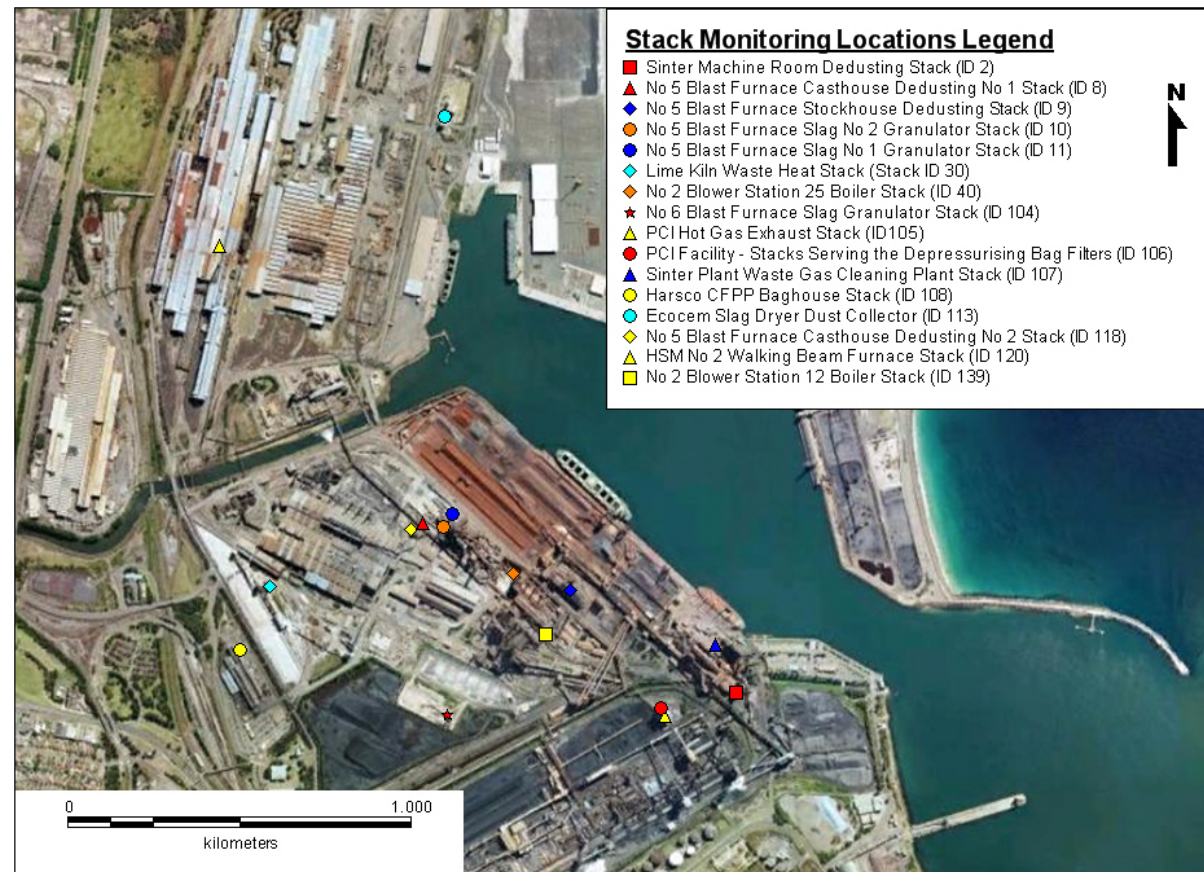 Stack Monitoring Locations Legend
Sinter Machine Room Dedusting Stack (ID 2)
No 5 Blast Furnace Casthouse Dedusting No 1 Stack (ID 8)
No 5 Blast Furnace Stockhouse Dedusting Stack (ID 9)
No 5 Blast Furnace Slag No 2 Granulator Stack (ID 10)
No 5 Blast Furnace Slag No 1 Granulator Stack (ID 11)
Lime Kiln Waste Heat Stack (Stack ID 30)
No 2 Blower Station 25 Boiler Stack (ID 40)
No 6 Blast Furnace Slag Granulator Stack (ID 104)
PCI Hot Gas Exhaust Stack (ID105)
PCI Facility - Stacks Serving the Depressurising Bag Filters (ID 106)
Sinter Plant Waste Gas Cleaning Plant Stack (ID 107)
Harsco CFPP Baghouse Stack (ID 108)
Ecocem Slag Dryer Dust Collector (ID 113)
No 5 Blast Furnace Casthouse Dedusting No 2 Stack (ID 118)
HSM No 2 Walking Beam Furnace Stack (ID 120)
No 2 Blower Station 12 Boiler Stack (ID 139)
N
0 1.000
kilometers